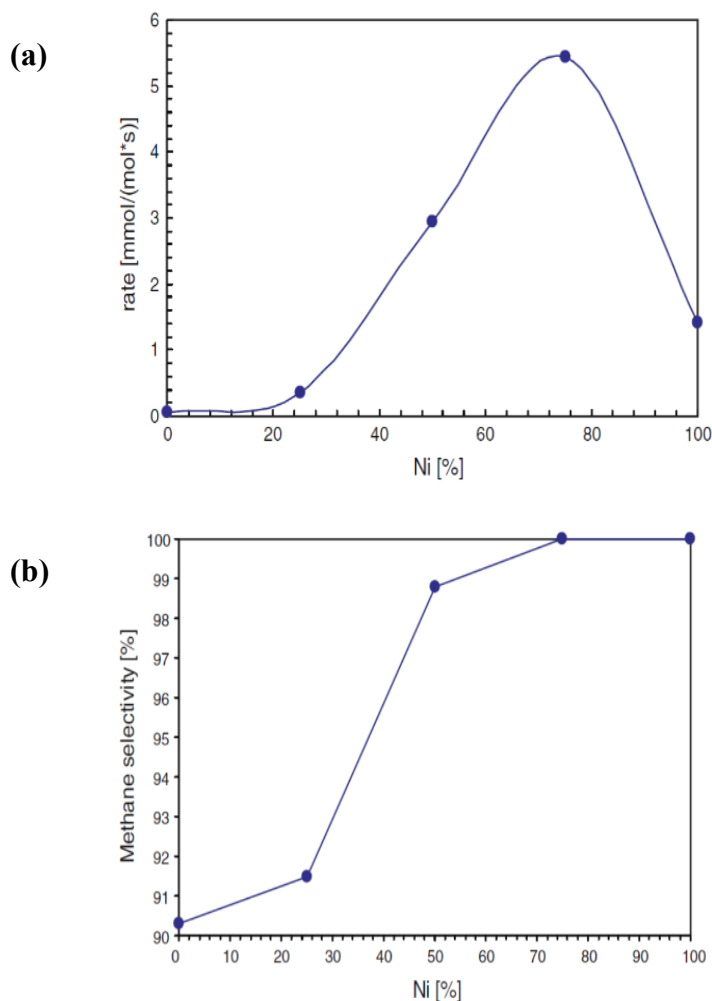 (a)
rate [mmol/(mol*s)]
6
5
4
3
2
1
0
0 20 40 60 80 100
Ni [%]
(b)
Methane selectivity [%]
100
99
98
97
96
95
94
93
92
91
90
0 10 20 30 40 50 60 70 80 90 100
Ni [%]